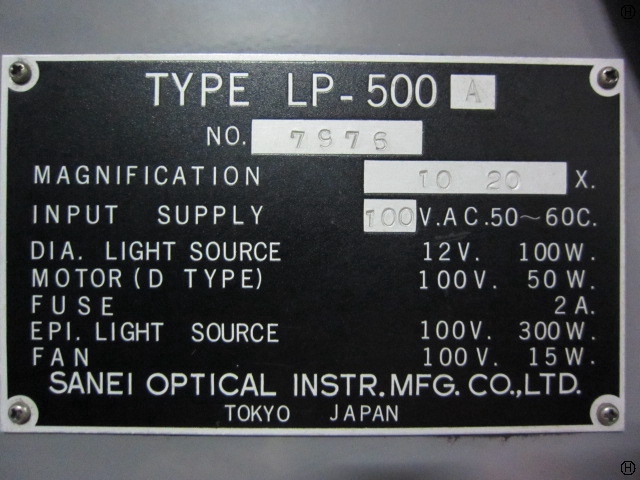 TYPE LP-500 A
NO. 7976
MAGNIFICATION 10 20 X.
INPUT SUPPLY 100 V.AC.50~60C.
DIA. LIGHT SOURCE 12V. 100W.
MOTOR (D TYPE) 100V. 50W.
FUSE 2A.
EPI. LIGHT SOURCE 100V. 300W.
FAN 100V. 15W.
SANEI OPTICAL INSTR.MFG.CO.,LTD.
TOKYO JAPAN
H
H